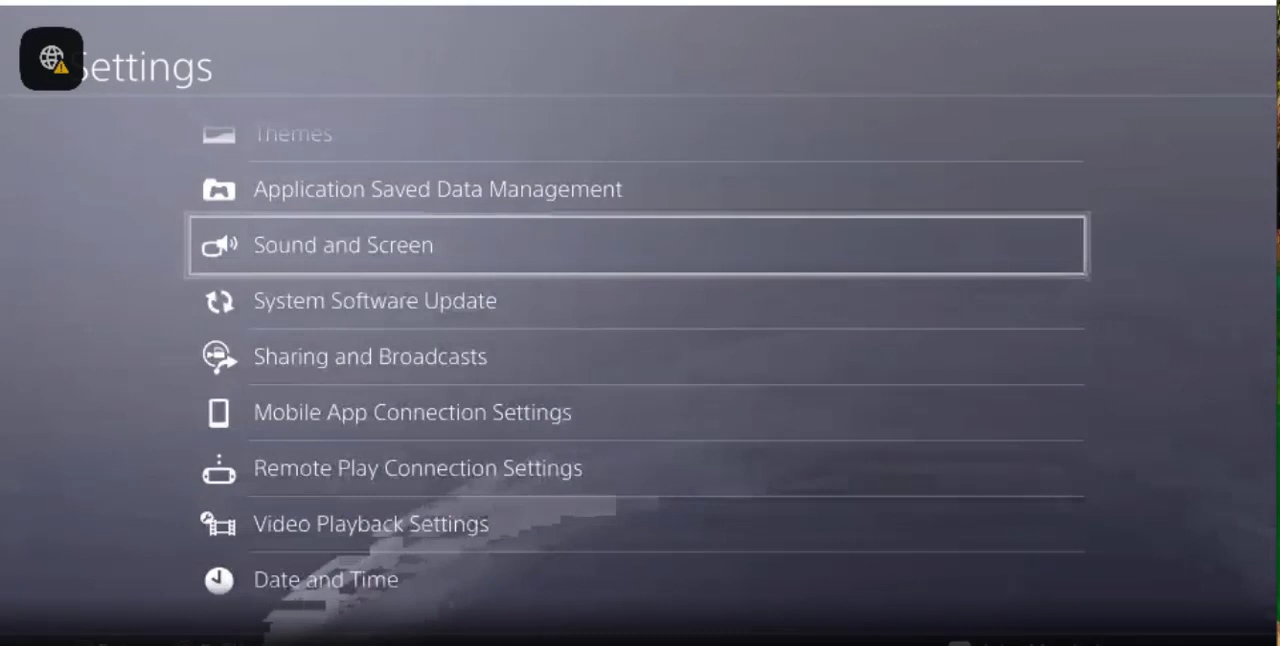 Settings
Themes
Application Saved Data Management
Sound and Screen
System Software Update
Sharing and Broadcasts
Mobile App Connection Settings
Remote Play Connection Settings
Video Playback Settings
Date and Time